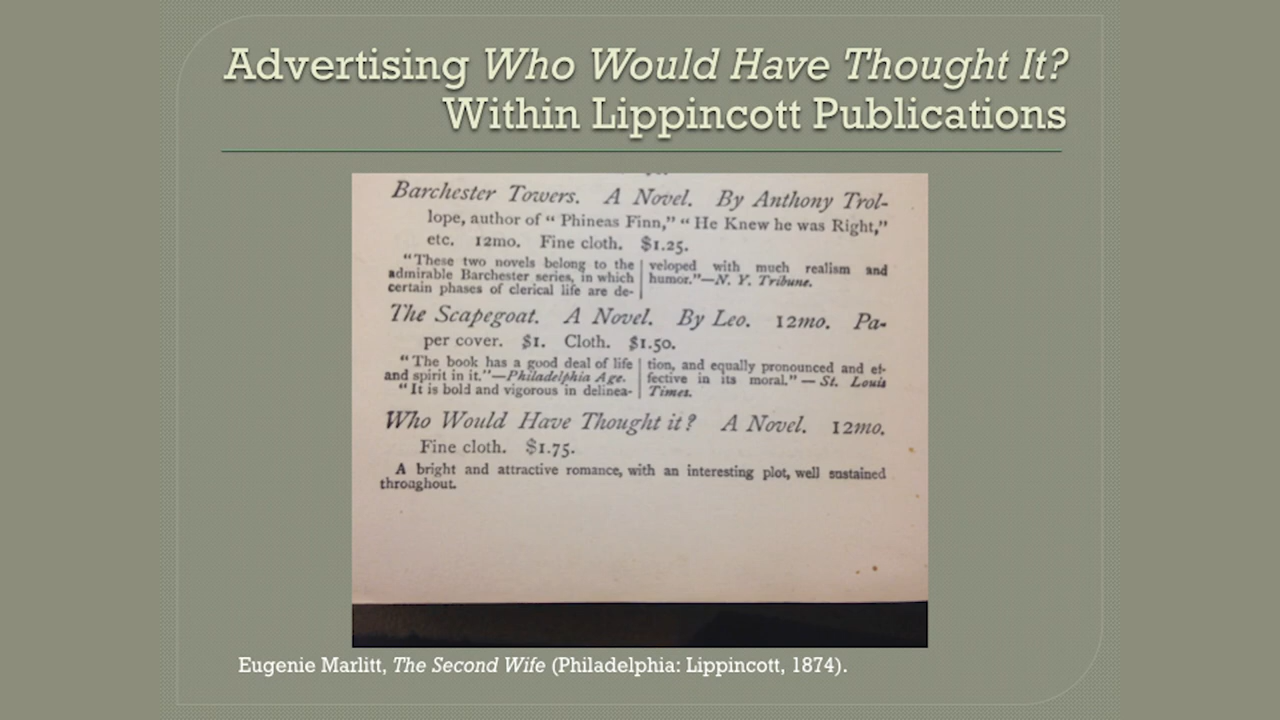 Advertising Who Would Have Thought It?
Within Lippincott Publications
Barchester Towers. A Novel. By Anthony Trol-
lope, author of “ Phineas Finn,” “ He Knew he was Right,”
etc. 12mo. Fine cloth. $1.25.
“These two novels belong to the
admirable Barchester series, in which
certain phases of clerical life are de-
veloped with much realism and
humor.”—N. Y. Tribune.
The Scapegoat. A Novel. By Leo. 12mo. Pa-
per cover. $1. Cloth. $1.50.
“The book has a good deal of life
and spirit in it.”—Philadelphia Age.
“It is bold and vigorous in delinea-
tion, and equally pronounced and ef-
fective in its moral.” — St. Louis
Times.
Who Would Have Thought it? A Novel. 12mo.
Fine cloth. $1.75.
A bright and attractive romance, with an interesting plot, well sustained
throughout.
Eugenie Marlitt, The Second Wife (Philadelphia: Lippincott, 1874).